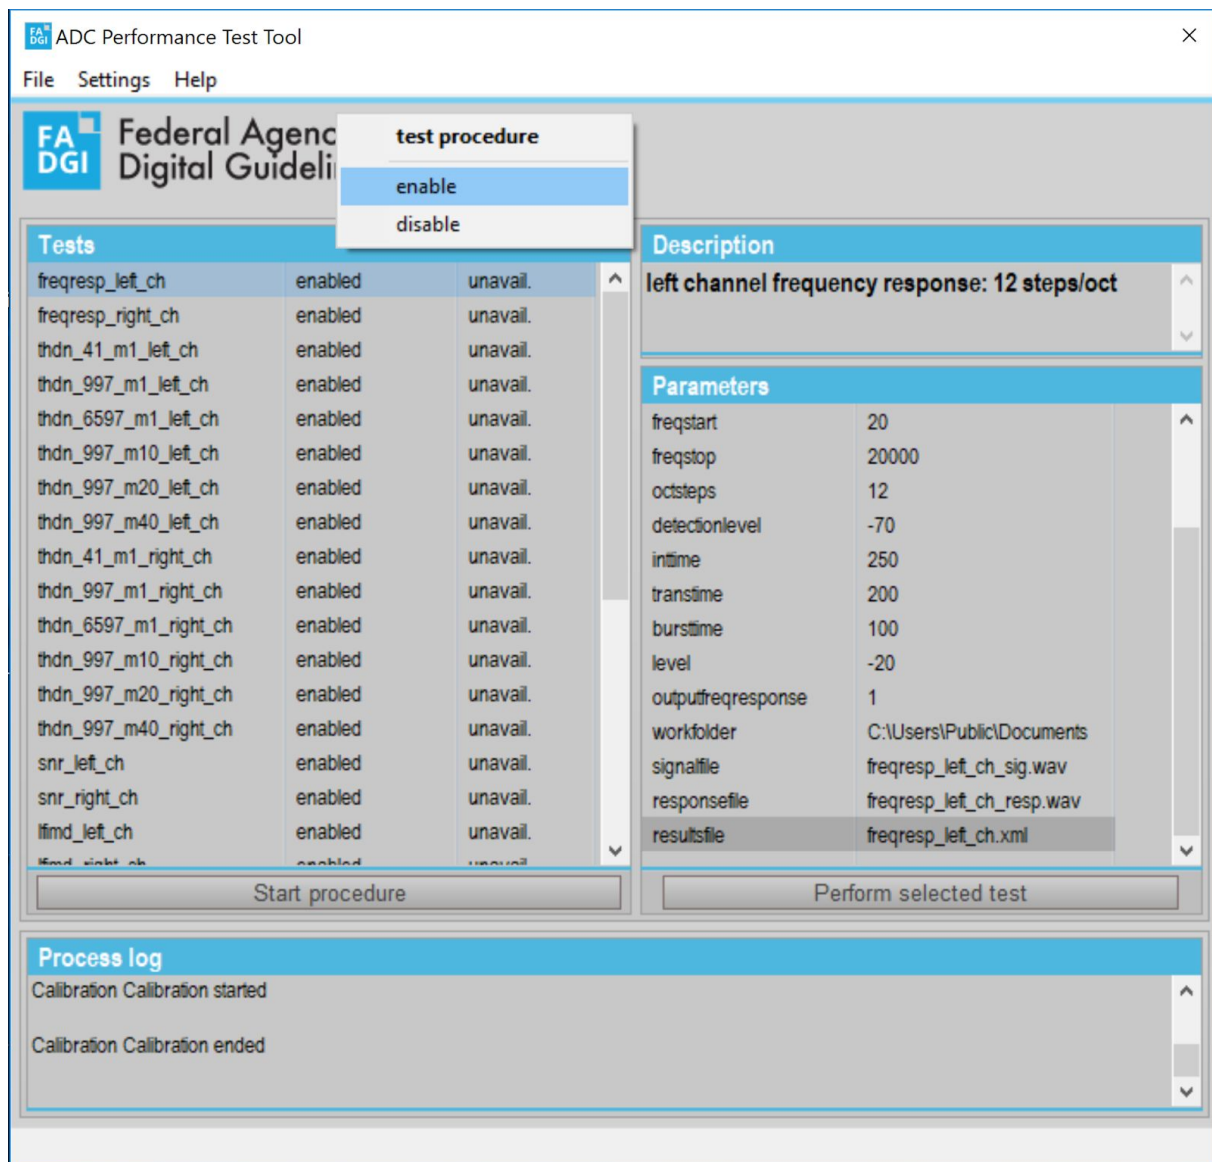 FA DGI ADC Performance Test Tool
File Settings Help
FA DGI
Federal Agenc
Digital Guideli
test procedure
enable
disable
Tests
freqresp_left_ch enabled unavail.
freqresp_right_ch enabled unavail.
thdn_41_m1_left_ch enabled unavail.
thdn_997_m1_left_ch enabled unavail.
thdn_6597_m1_left_ch enabled unavail.
thdn_997_m10_left_ch enabled unavail.
thdn_997_m20_left_ch enabled unavail.
thdn_997_m40_left_ch enabled unavail.
thdn_41_m1_right_ch enabled unavail.
thdn_997_m1_right_ch enabled unavail.
thdn_6597_m1_right_ch enabled unavail.
thdn_997_m10_right_ch enabled unavail.
thdn_997_m20_right_ch enabled unavail.
thdn_997_m40_right_ch enabled unavail.
snr_left_ch enabled unavail.
snr_right_ch enabled unavail.
lfimd_left_ch enabled unavail.
Start procedure
Description
left channel frequency response: 12 steps/oct
Parameters
freqstart 20
freqstop 20000
octsteps 12
detectionlevel -70
inttime 250
transtime 200
bursttime 100
level -20
outputfreqresponse 1
workfolder C:\Users\Public\Documents
signalfile freqresp_left_ch_sig.wav
responsefile freqresp_left_ch_resp.wav
resultsfile freqresp_left_ch.xml
Perform selected test
Process log
Calibration Calibration started
Calibration Calibration ended